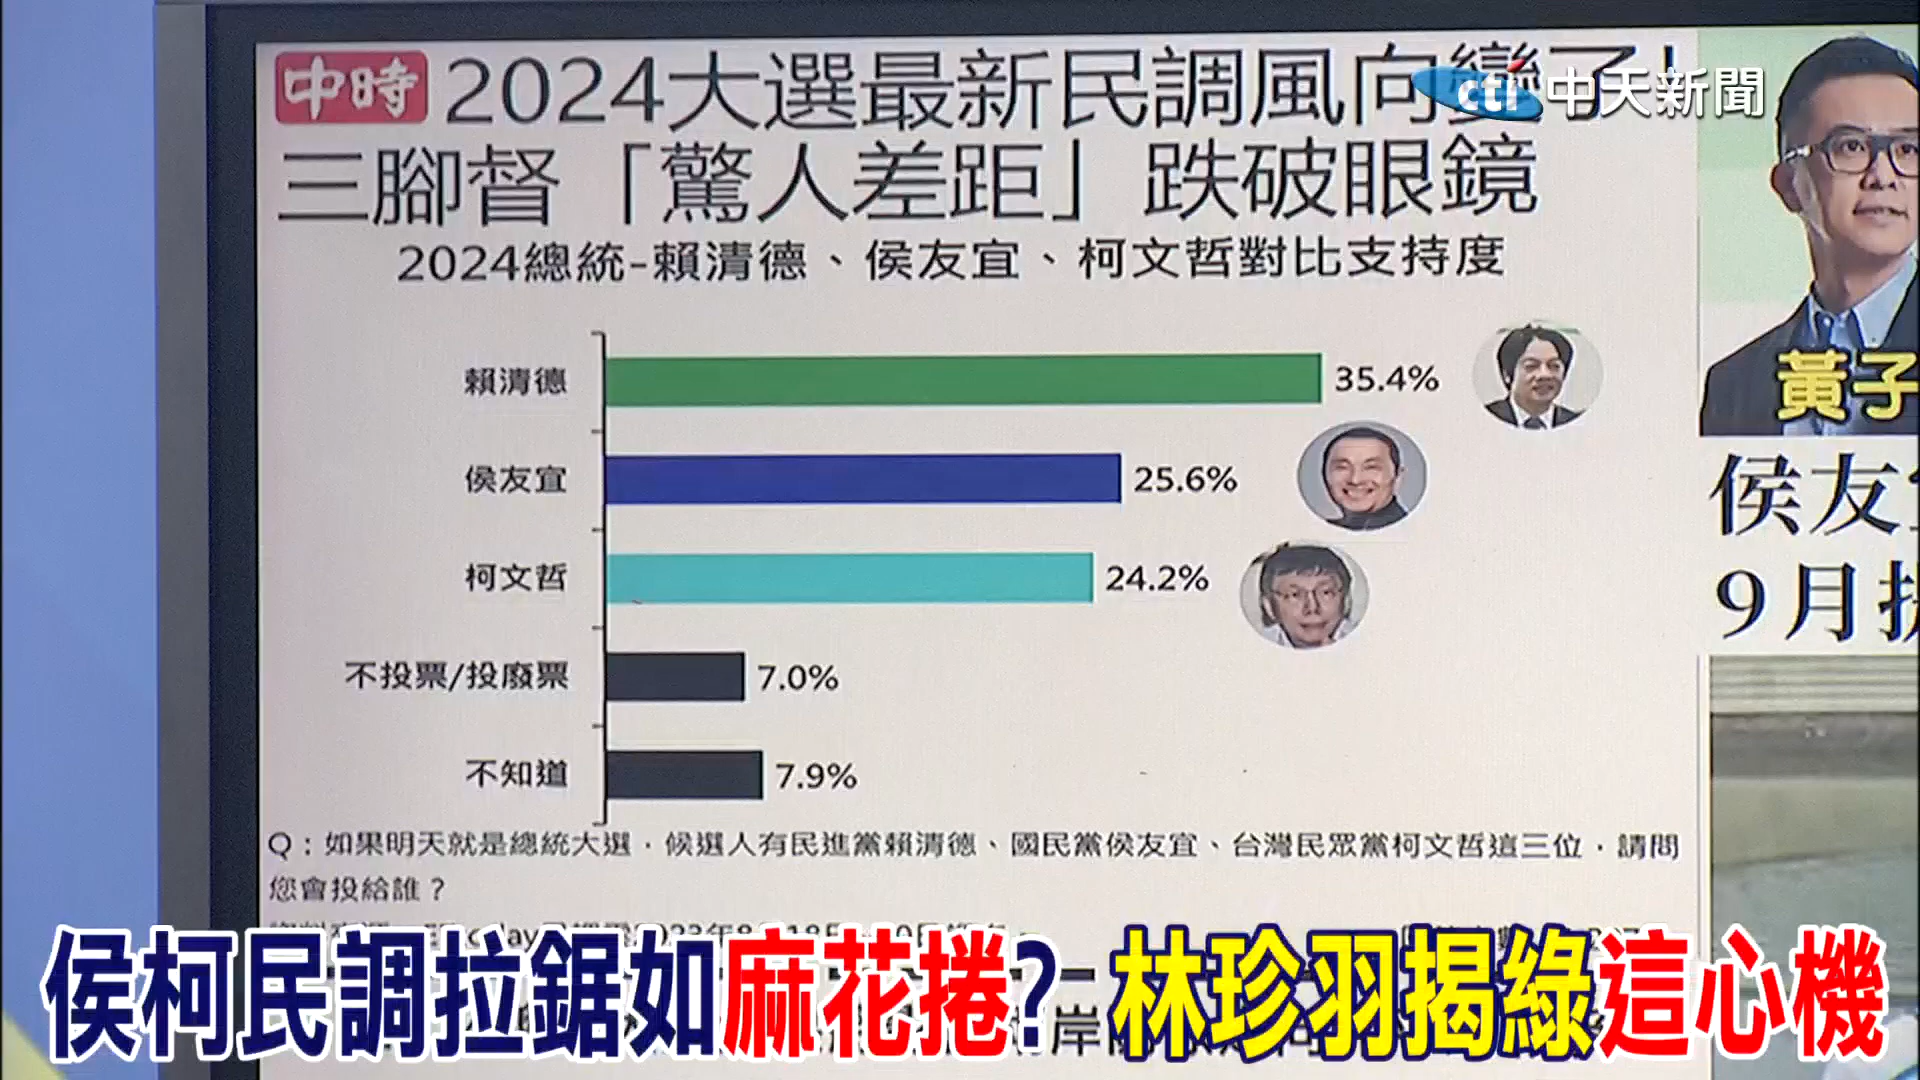 中時 2024大選最新民調風向變了!
cti 中天新聞
三腳督「驚人差距」跌破眼鏡
2024總統-賴清德、侯友宜、柯文哲對比支持度
賴清德 35.4%
侯友宜 25.6%
柯文哲 24.2%
不投票/投廢票 7.0%
不知道 7.9%
Q：如果明天就是總統大選，候選人有民進黨賴清德、國民黨侯友宜、台灣民眾黨柯文哲這三位，請問
您會投給誰？
黃子
侯友
9月
侯柯民調拉鋸如麻花捲? 林珍羽揭綠這心機